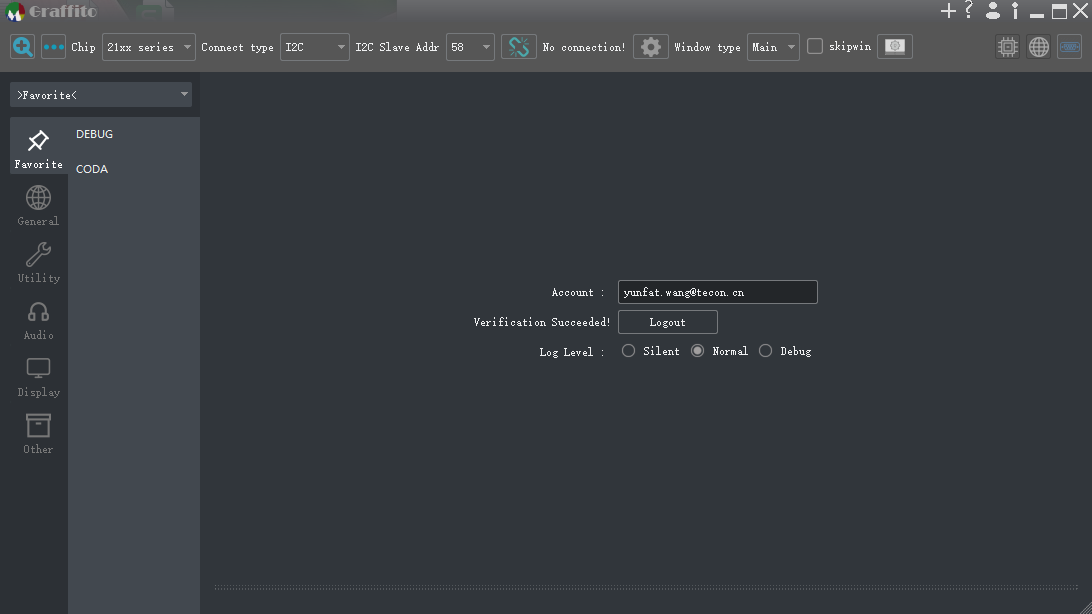 Graffito
Chip 21xx series Connect type I2C I2C Slave Addr 58 No connection! Window type Main skipwin
>Favorite<
Favorite
DEBUG
CODA
General
Utility
Audio
Display
Other
Account : yunfat.wang@tecon.cn
Verification Succeeded! Logout
Log Level : Silent Normal Debug